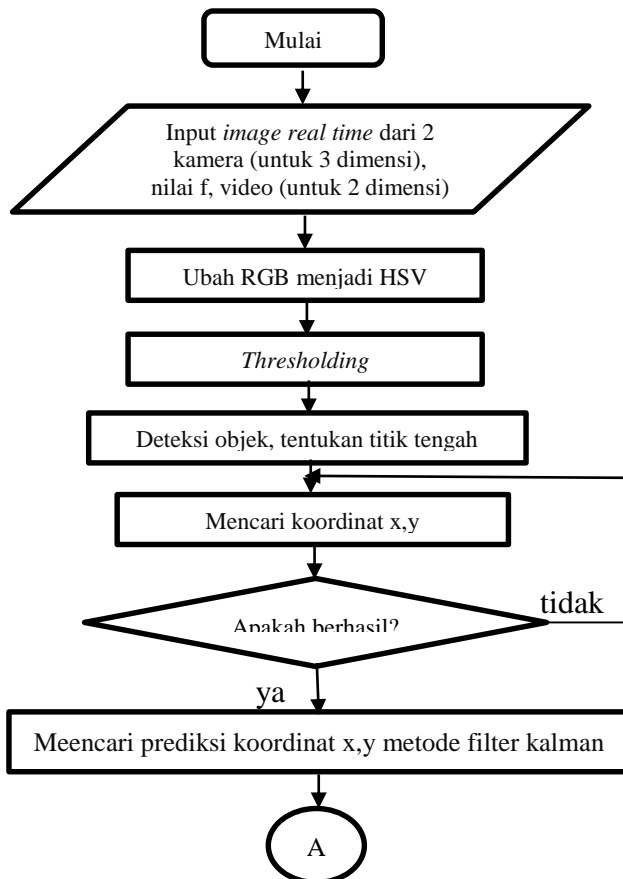 Mulai
Input image real time dari 2
kamera (untuk 3 dimensi),
nilai f, video (untuk 2 dimensi)
Ubah RGB menjadi HSV
Thresholding
Deteksi objek, tentukan titik tengah
Mencari koordinat x,y
Apakah berhasil?
tidak
ya
Meencari prediksi koordinat x,y metode filter kalman
A